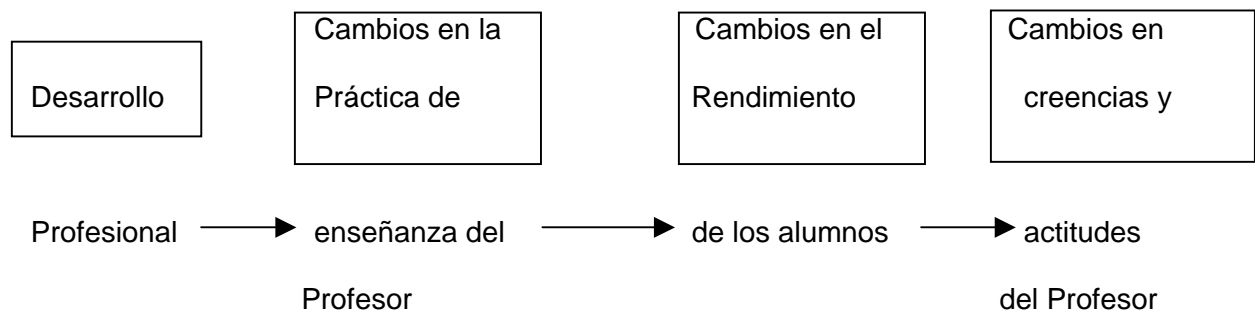 Desarrollo
Profesional
Cambios en la
Práctica de
enseñanza del
Profesor
Cambios en el
Rendimiento
de los alumnos
Cambios en
creencias y
actitudes
del Profesor